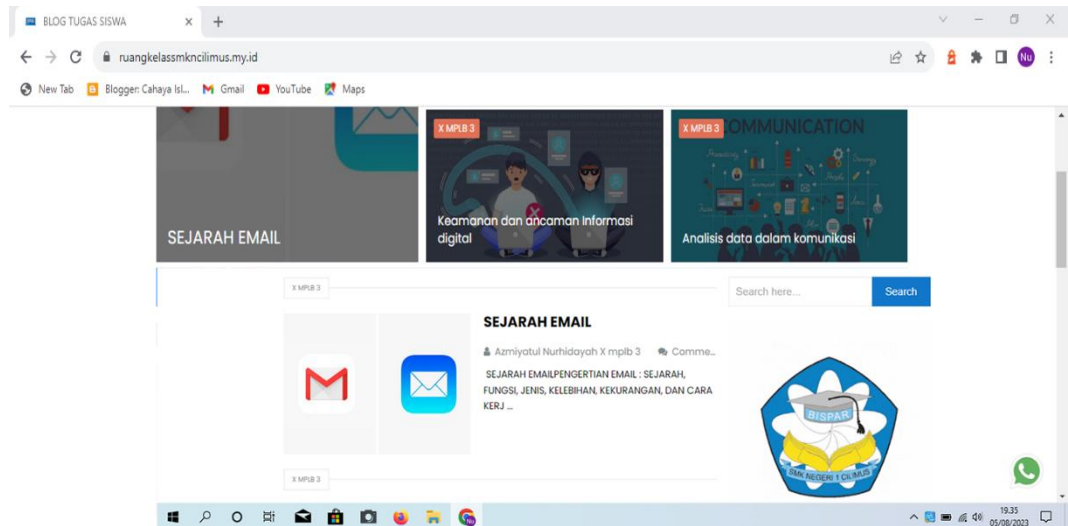 BLOG TUGAS SISWA
ruangkelassmkncilimus.my.id
Nu
New Tab Blogger: Cahaya Isl... Gmail YouTube Maps
X MPLB 3
X MPLB 3
COMMUNICATION
SEJARAH EMAIL
Keamanan dan ancaman Informasi
digital
Analisis data dalam komunikasi
X MPLB 3
Search here...
Search
SEJARAH EMAIL
Azmiyatul Nurhidayah X mplb 3 Comme...
SEJARAH EMAILPENGERTIAN EMAIL : SEJARAH,
FUNGSI, JENIS, KELEBIHAN, KEKURANGAN, DAN CARA
KERJ ...
BISPAR
SMK NEGERI 1 CILIMUS
X MPLB 3
19.35
05/08/2023